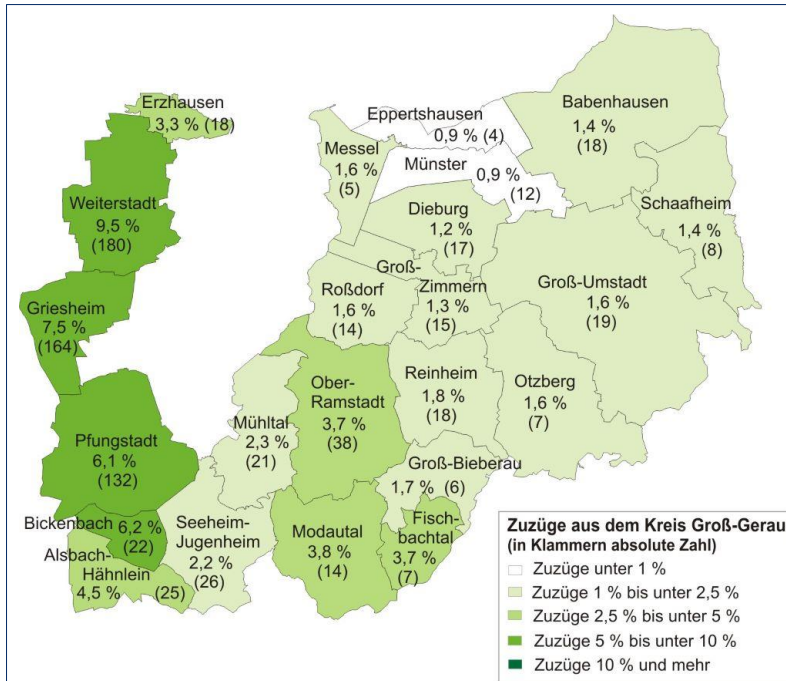 Erzhausen
3,3 % (18)
Eppertshausen
0,9 % (4)
Babenhausen
1,4 %
(18)
Messel
1,6 %
(5)
Münster
0,9 %
(12)
Weiterstadt
9,5 %
(180)
Dieburg
1,2 %
(17)
Schaafheim
1,4 %
(8)
Groß-
Zimmern
1,3 %
(15)
Roßdorf
1,6 %
(14)
Groß-Umstadt
1,6 %
(19)
Griesheim
7,5 %
(164)
Ober-
Ramstadt
3,7 %
(38)
Reinheim
1,8 %
(18)
Otzberg
1,6 %
(7)
Mühltal
2,3 %
(21)
Pfungstadt
6,1 %
(132)
Groß-Bieberau
1,7 % (6)
Bickenbach
6,2 %
(22)
Seeheim-
Jugenheim
2,2 %
(26)
Modautal
3,8 %
(14)
Fisch-
bachtal
3,7 %
(7)
Alsbach-
Hähnlein
4,5 % (25)
Zuzüge aus dem Kreis Groß-Gerau
(in Klammern absolute Zahl)
Zuzüge unter 1 %
Zuzüge 1 % bis unter 2,5 %
Zuzüge 2,5 % bis unter 5 %
Zuzüge 5 % bis unter 10 %
Zuzüge 10 % und mehr